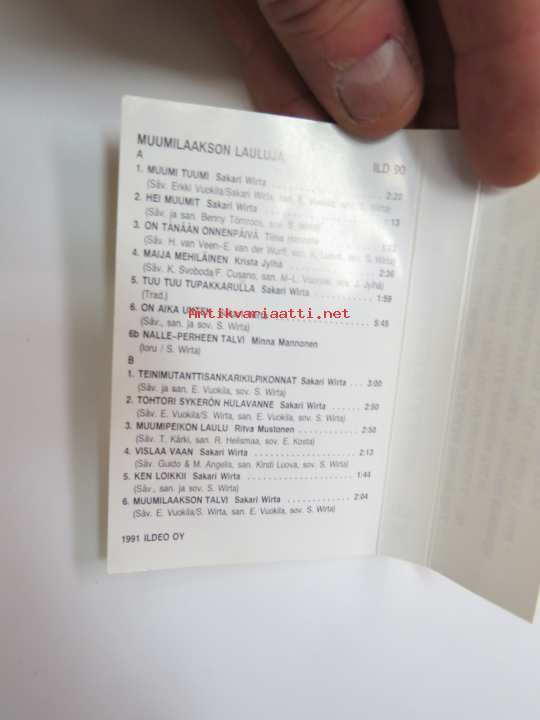 MUUMILAAKSON LAULUJA ILD 90
A
1. MUUMI TUUMI Sakari Wirta 2:20
(Säv. Erkki Vuokila/Sakari Wirta, san. E. S. Wirta)
2. HEI MUUMIT Sakari Wirta 13
(Säv. ja san. Benny Törnroos, sov. S. Wirta)
3. ON TÄNÄÄN ONNENPÄIVÄ
(Säv. H. van Veen-E. van der Wurff, sov. S. Wirta)
4. MAIJA MEHILÄINEN Krista Jylhä 2:36
(Säv. K. Svoboda/F. Cusano, san. M-L. sov. J. Jylhä)
5. TUU TUU TUPAKKARULLA Sakari Wirta 1:59
(Trad.)
Antikvariaatti.net
6. ON AIKA 5:45
(Säv., san. ja sov. S. Wirta)
6b NALLE-PERHEEN TALVI Minna Mannonen
(loru / S. Wirta)
B
1. TEINIMUTANTTISANKARIKILPIKONNAT Sakari Wirta ... 3:00
(Säv. ja san. E. Vuokila, sov. S. Wirta)
2. TOHTORI SYKERÖN HULAVANNE Sakari Wirta ...... 2:50
(Säv. E. Vuokila/S. Wirta, san. E. Vuokila, sov. S. Wirta)
3. MUUMIPEIKON LAULU Ritva Mustonen ............ 2:50
(Säv. T. Kärki, san. R. Helismaa, sov. E. Kosta)
4. VISLAA VAAN Sakari Wirta .................. 2:13
(Säv. Guido & M. Angelis, san. Kirsti Luova, sov. S. Wirta)
5. KEN LOIKKII Sakari Wirta .................. 1:44
(Säv., san. ja sov. S. Wirta)
6. MUUMILAAKSON TALVI Sakari Wirta ............. 2:04
(Säv. E. Vuokila/S. Wirta, san. E. Vuokila, sov. S. Wirta)
1991 ILDEO OY